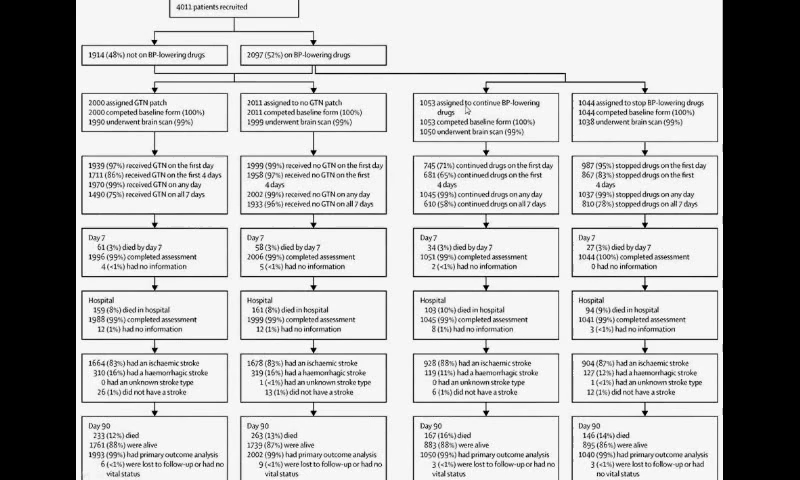 4011 patients recruited
1914 (48%) not on BP-lowering drugs
2097 (52%) on BP-lowering drugs
2000 assigned GTN patch
2000 competed baseline form (100%)
1990 underwent brain scan (99%)
2011 assigned to no GTN patch
2011 competed baseline form (100%)
1999 underwent brain scan (99%)
1053 assigned to continue BP-lowering
drugs
1053 competed baseline form (100%)
1050 underwent brain scan (99%)
1044 assigned to stop BP-lowering drugs
1044 competed baseline form (100%)
1038 underwent brain scan (99%)
1939 (97%) received GTN on the first day
1711 (86%) received GTN on the first 4 days
1970 (99%) received GTN on any day
1490 (75%) received GTN on all 7 days
1999 (99%) received no GTN on the first day
1958 (97%) received no GTN on the first
4 days
2002 (99%) received no GTN on any day
1933 (96%) received no GTN on all 7 days
745 (71%) continued drugs on the first day
681 (65%) continued drugs on the first
4 days
1045 (99%) continued drugs on any day
610 (58%) continued drugs on all 7 days
987 (95%) stopped drugs on the first day
867 (83%) stopped drugs on the first
4 days
1037 (99%) stopped drugs on any day
810 (78%) stopped drugs on all 7 days
Day 7
61 (3%) died by day 7
1996 (99%) completed assessment
4 (<1%) had no information
Day 7
58 (3%) died by day 7
2006 (99%) completed assessment
5 (<1%) had no information
Day 7
34 (3%) died by day 7
1051 (99%) completed assessment
2 (<1%) had no information
Day 7
27 (3%) died by day 7
1044 (100%) completed assessment
0 had no information
Hospital
159 (8%) died in hospital
1988 (99%) completed assessment
12 (1%) had no information
Hospital
161 (8%) died in hospital
1999 (99%) completed assessment
12 (1%) had no information
Hospital
103 (10%) died in hospital
1045 (99%) completed assessment
8 (1%) had no information
Hospital
94 (9%) died in hospital
1041 (99%) completed assessment
3 (<1%) had no information
1664 (83%) had an ischaemic stroke
310 (16%) had a haemorrhagic stroke
0 had an unknown stroke type
26 (1%) did not have a stroke
1678 (83%) had an ischaemic stroke
319 (16%) had a haemorrhagic stroke
1 (<1%) had an unknown stroke type
13 (1%) did not have a stroke
928 (88%) had an ischaemic stroke
119 (11%) had a haemorrhagic stroke
0 had an unknown stroke type
6 (1%) did not have a stroke
904 (87%) had an ischaemic stroke
127 (12%) had a haemorrhagic stroke
1 (<1%) had an unknown stroke type
12 (1%) did not have a stroke
Day 90
233 (12%) died
1761 (88%) were alive
1993 (99%) had primary outcome analysis
6 (<1%) were lost to follow-up or had no
vital status
Day 90
263 (13%) died
1739 (87%) were alive
2002 (99%) had primary outcome analysis
9 (<1%) were lost to follow-up or had no
vital status
Day 90
167 (16%) died
883 (88%) were alive
1050 (99%) had primary outcome analysis
3 (<1%) were lost to follow-up or had no
vital status
Day 90
146 (14%) died
895 (86%) were alive
1040 (99%) had primary outcome analysis
3 (<1%) were lost to follow-up or had
no vital status